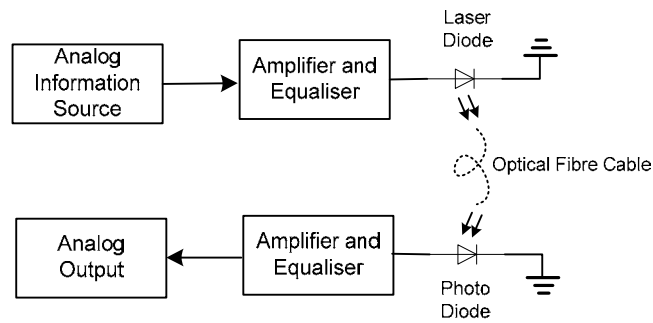 Laser
Diode
Analog
Information
Source
Amplifier and
Equaliser
Optical Fibre Cable
Analog
Output
Amplifier and
Equaliser
Photo
Diode